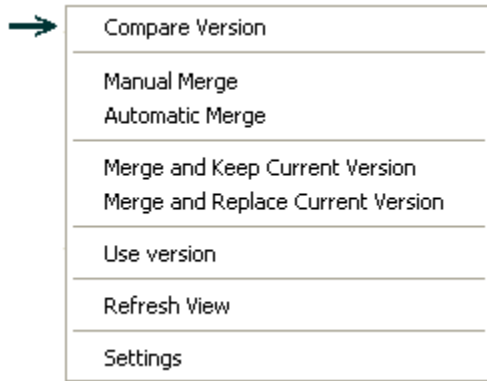 Compare Version
Manual Merge
Automatic Merge
Merge and Keep Current Version
Merge and Replace Current Version
Use version
Refresh View
Settings